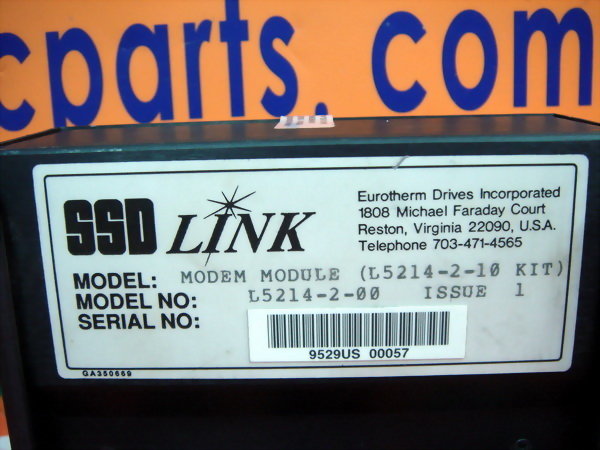 cparts. com
SSD LINK
Eurotherm Drives Incorporated
1808 Michael Faraday Court
Reston, Virginia 22090, U.S.A.
Telephone 703-471-4565
MODEL: MODEM MODULE (L5214-2-10 KIT)
MODEL NO: L5214-2-00 ISSUE 1
SERIAL NO:
9529US 00057
GA350669